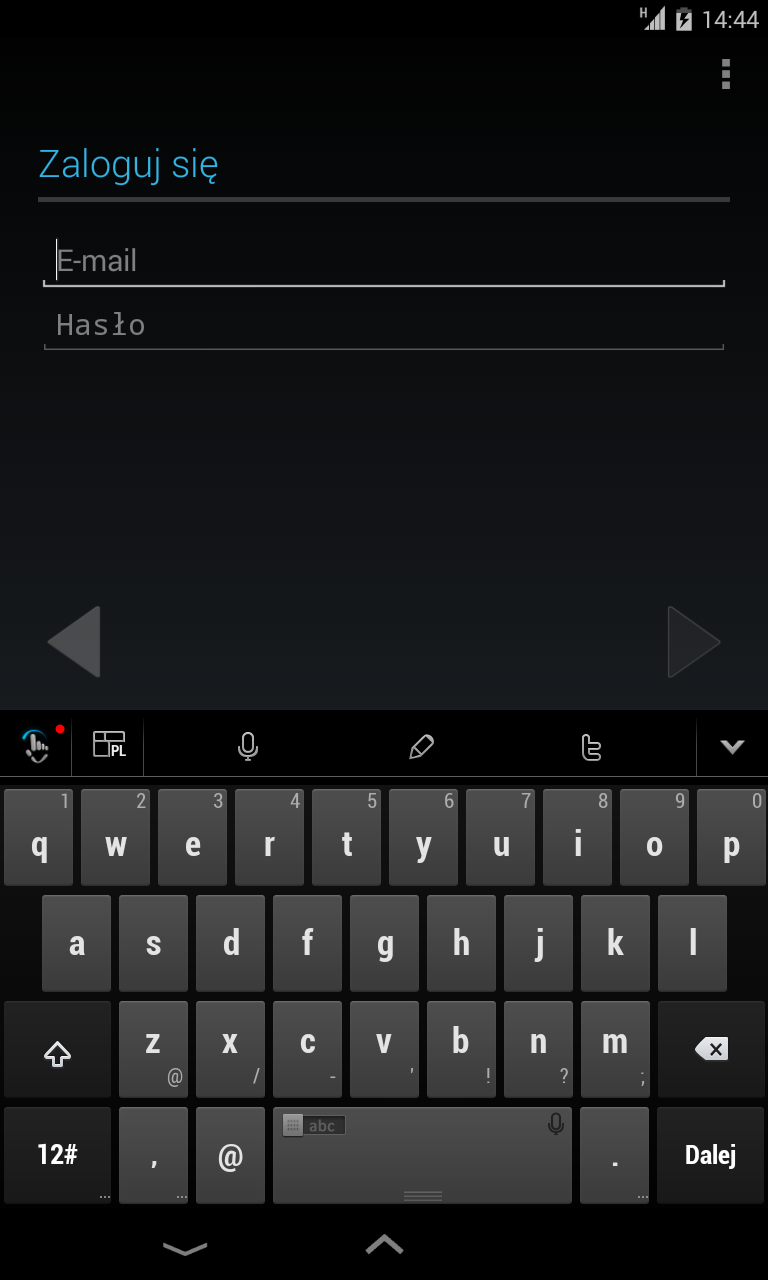 H 14:44
Zaloguj się
E-mail
Hasło
PL
1 2 3 4 5 6 7 8 9 0
q w e r t y u i o p
a s d f g h j k l
z x c v b n m
@ / - ' ! ? ;
abc
12# , @ . Dalej
... ... ...